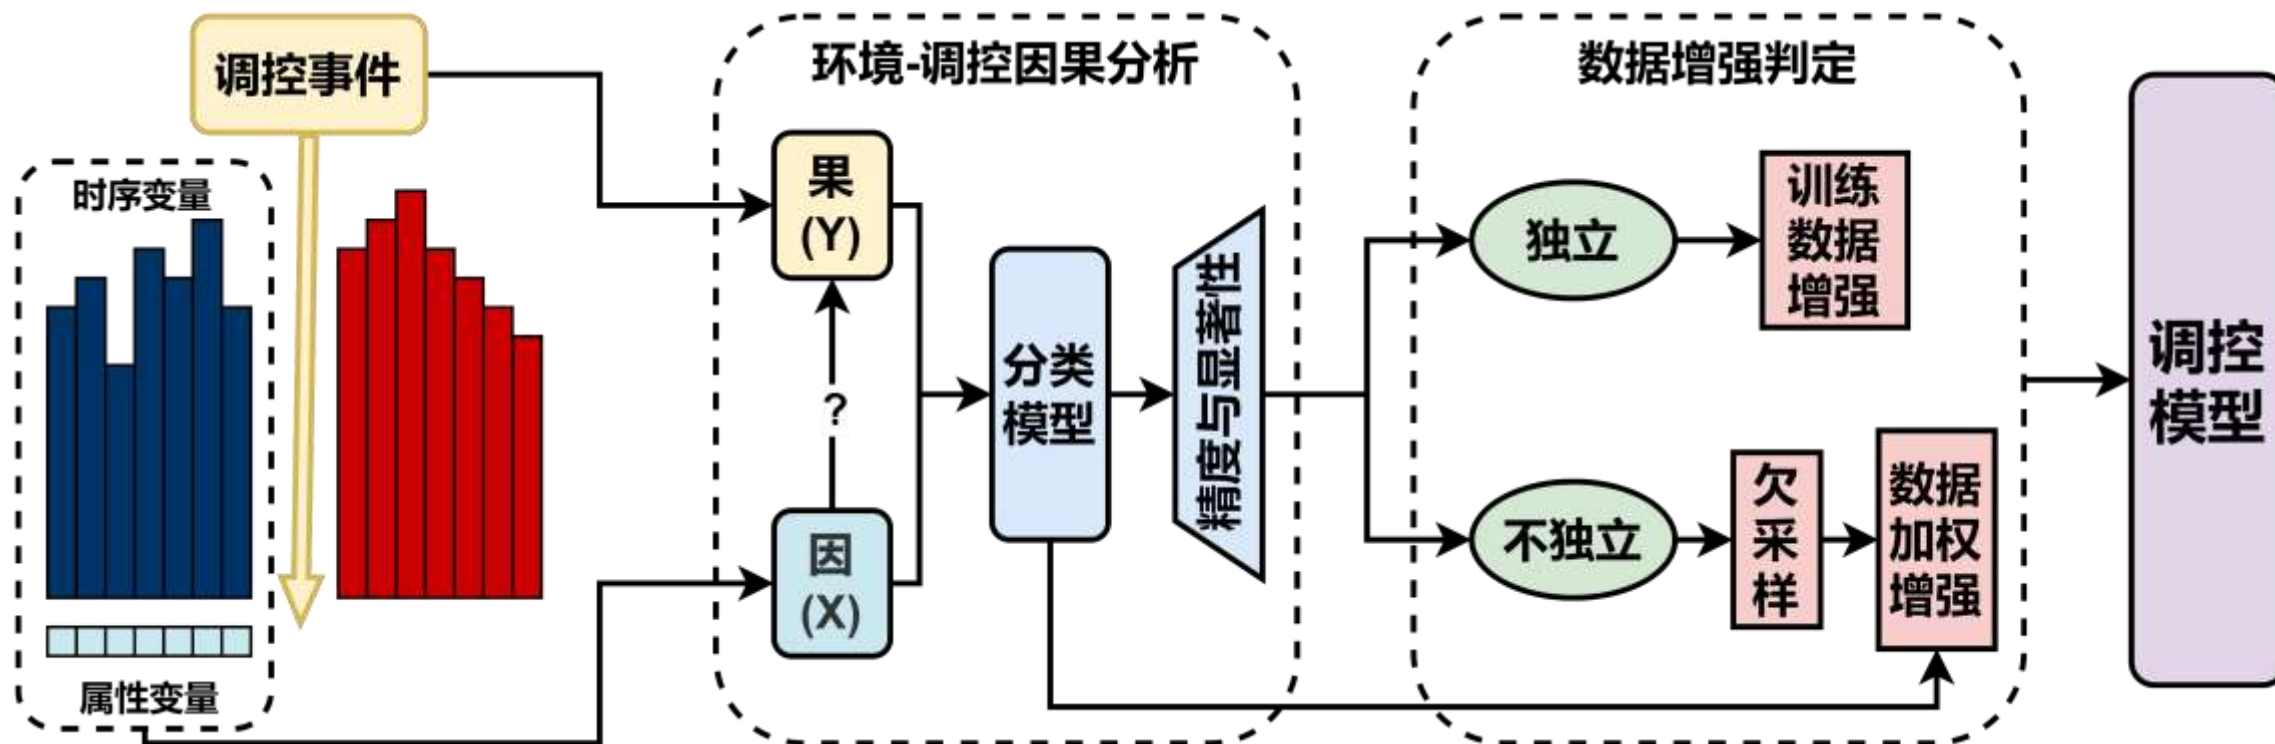 调控事件
时序变量
属性变量
环境-调控因果分析
果
(Y)
?
因
(X)
分类
模型
精度与显著性
数据增强判定
独立
训练
数据
增强
不独立
欠
采
样
数据
加权
增强
调控
模型